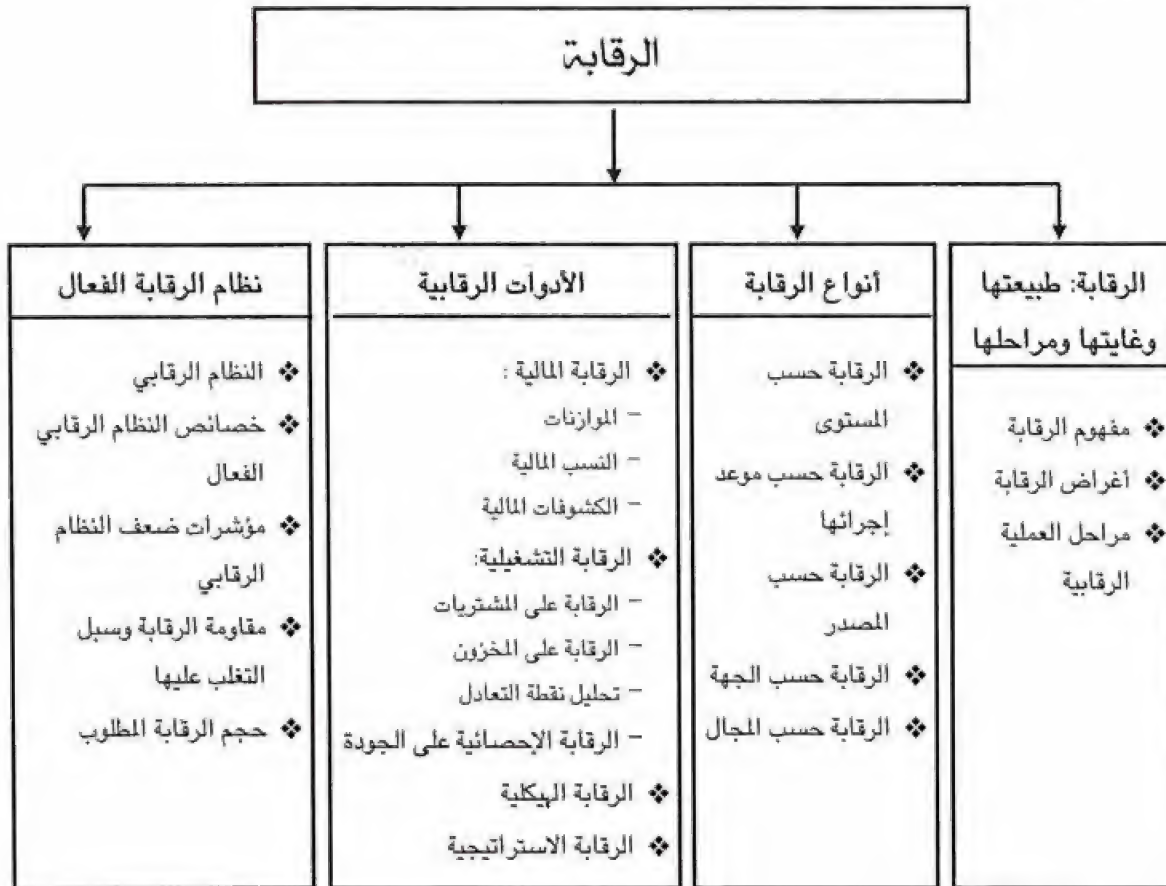 الرقابة
الرقابة: طبيعتها
وغايتها ومراحلها
❖ مفهوم الرقابة
❖ أغراض الرقابة
❖ مراحل العملية
الرقابية
أنواع الرقابة
❖ الرقابة حسب
المستوى
❖ الرقابة حسب موعد
إجرائها
❖ الرقابة حسب
المصدر
❖ الرقابة حسب الجهة
❖ الرقابة حسب المجال
الأدوات الرقابية
❖ الرقابة المالية :
– الموازنات
– النسب المالية
– الكشوفات المالية
❖ الرقابة التشغيلية:
– الرقابة على المشتريات
– الرقابة على المخزون
– تحليل نقطة التعادل
– الرقابة الإحصائية على الجودة
❖ الرقابة الهيكلية
❖ الرقابة الاستراتيجية
نظام الرقابة الفعال
❖ النظام الرقابي
❖ خصائص النظام الرقابي
الفعال
❖ مؤشرات ضعف النظام
الرقابي
❖ مقاومة الرقابة وسبل
التغلب عليها
❖ حجم الرقابة المطلوب